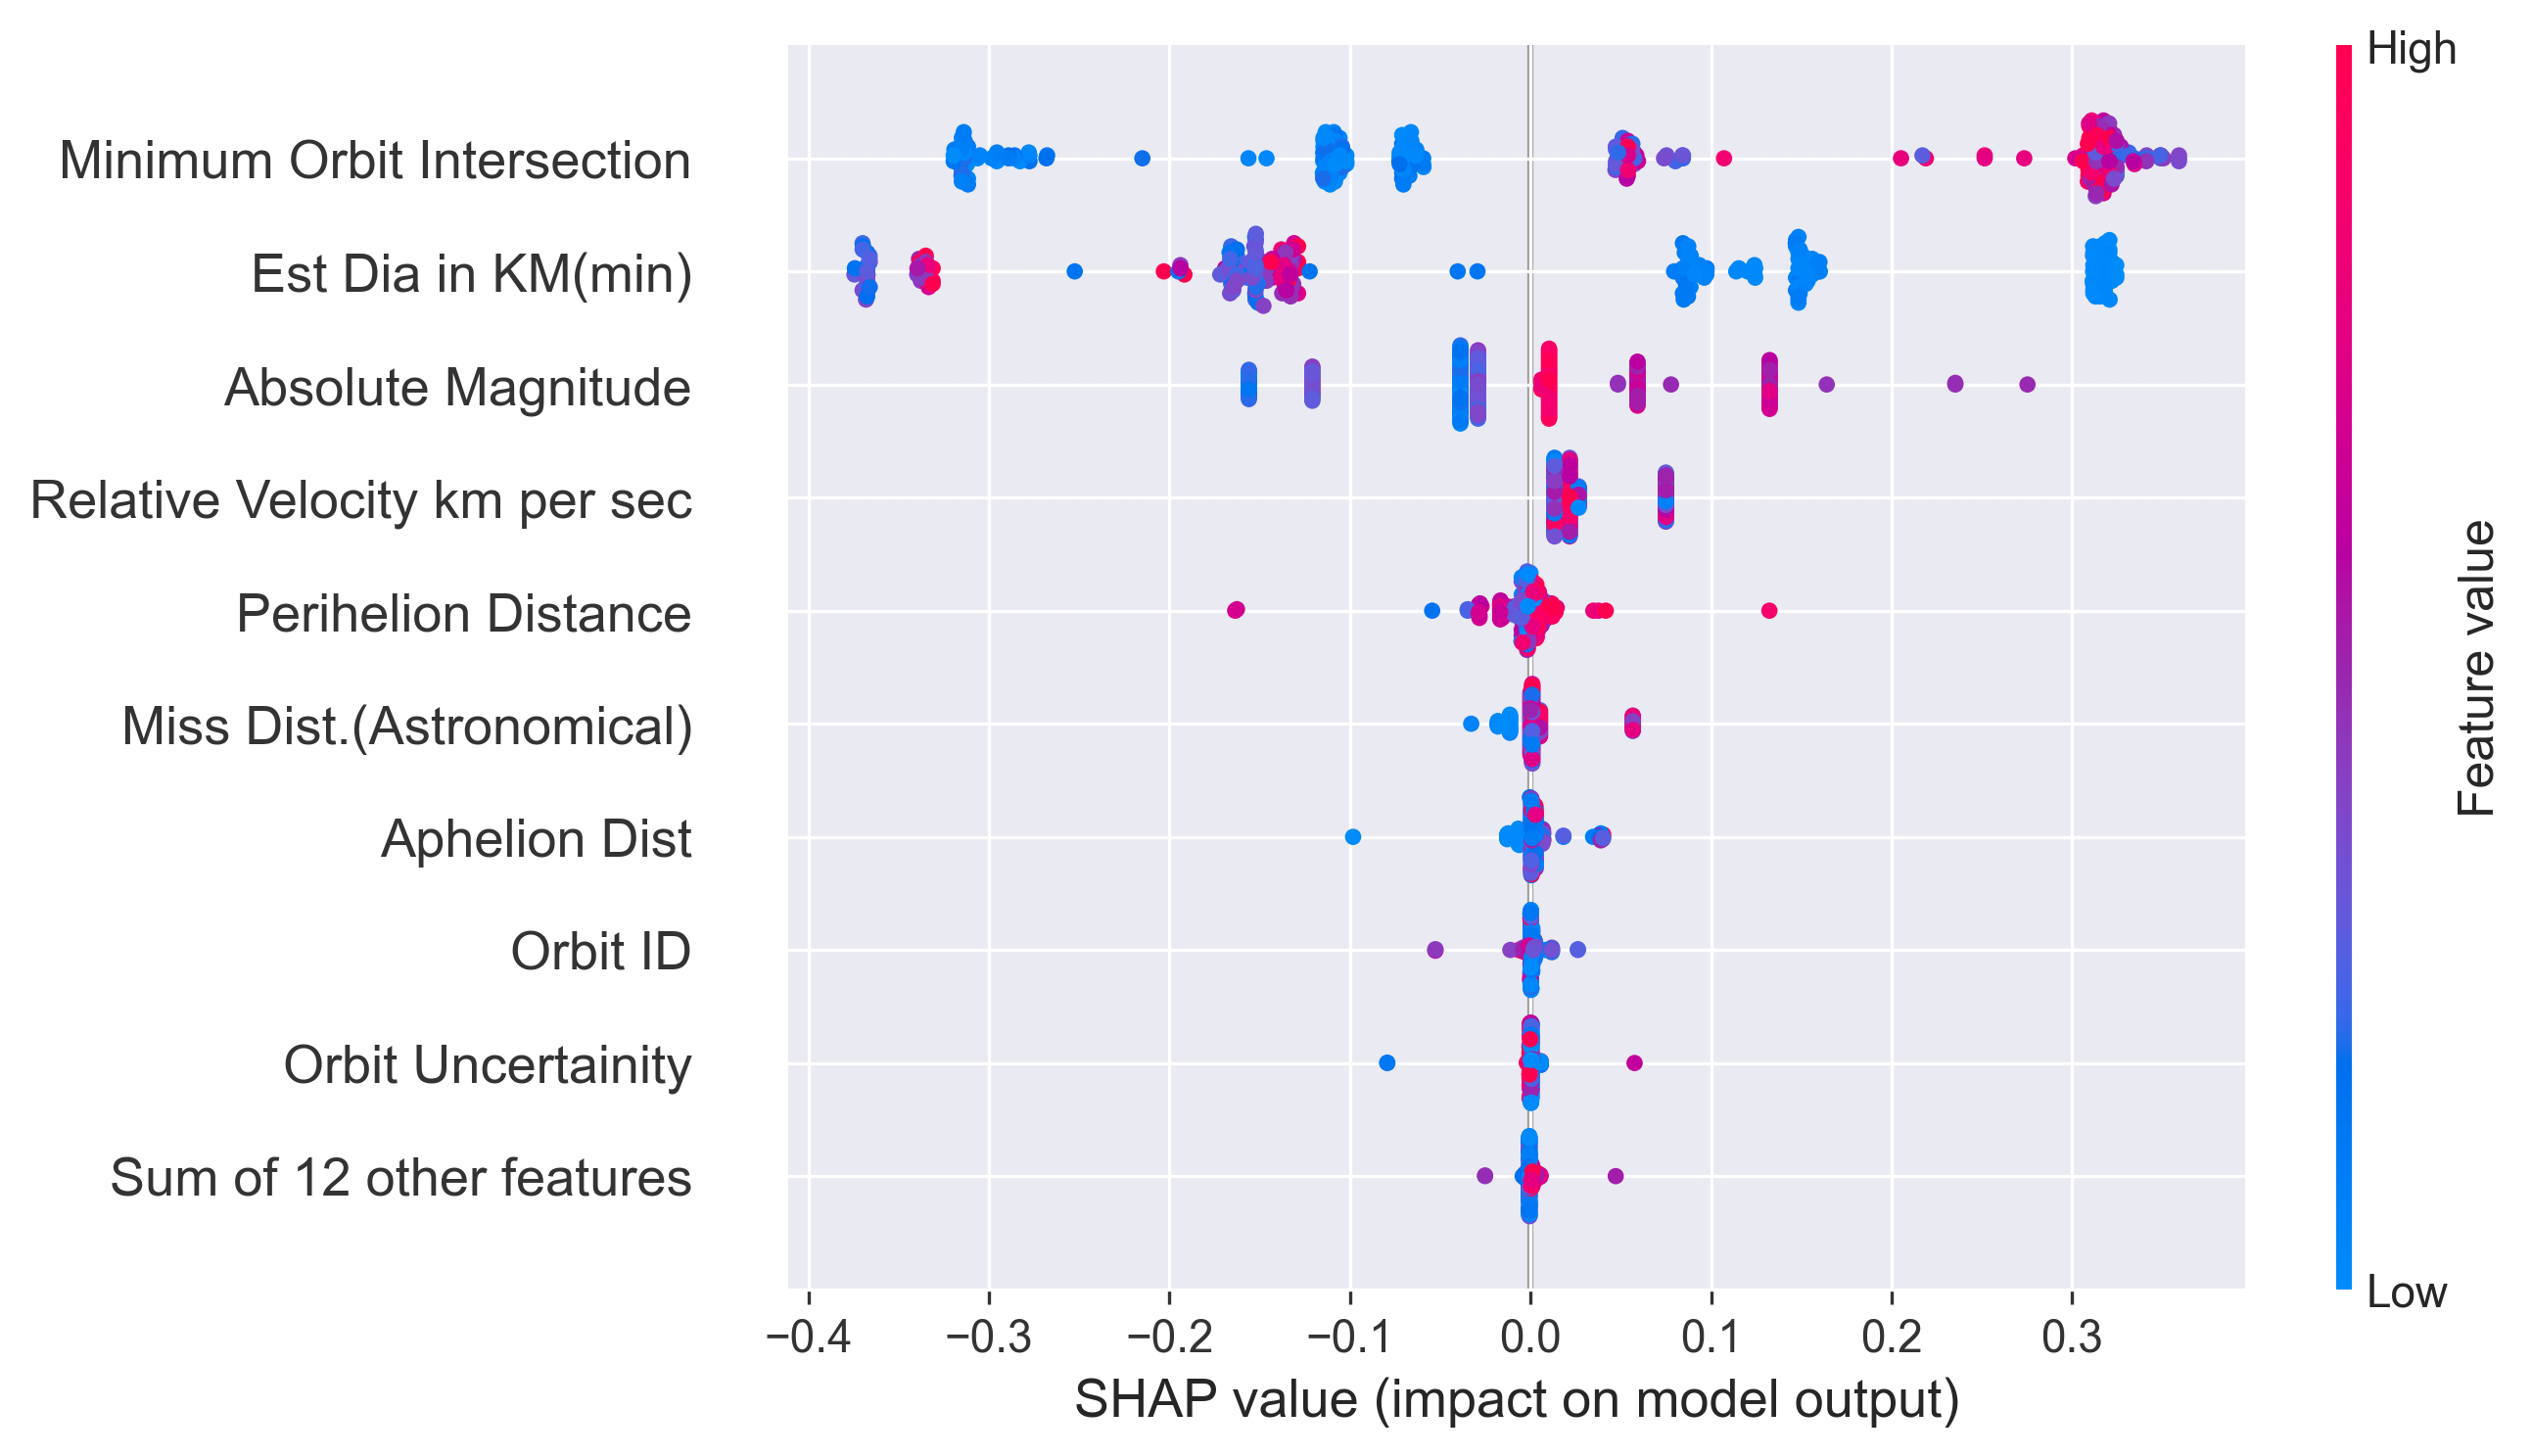 High
Minimum Orbit Intersection
Est Dia in KM(min)
Absolute Magnitude
Relative Velocity km per sec
Perihelion Distance
Miss Dist.(Astronomical)
Aphelion Dist
Orbit ID
Orbit Uncertainity
Sum of 12 other features
Feature value
Low
−0.4 −0.3 −0.2 −0.1 0.0 0.1 0.2 0.3
SHAP value (impact on model output)